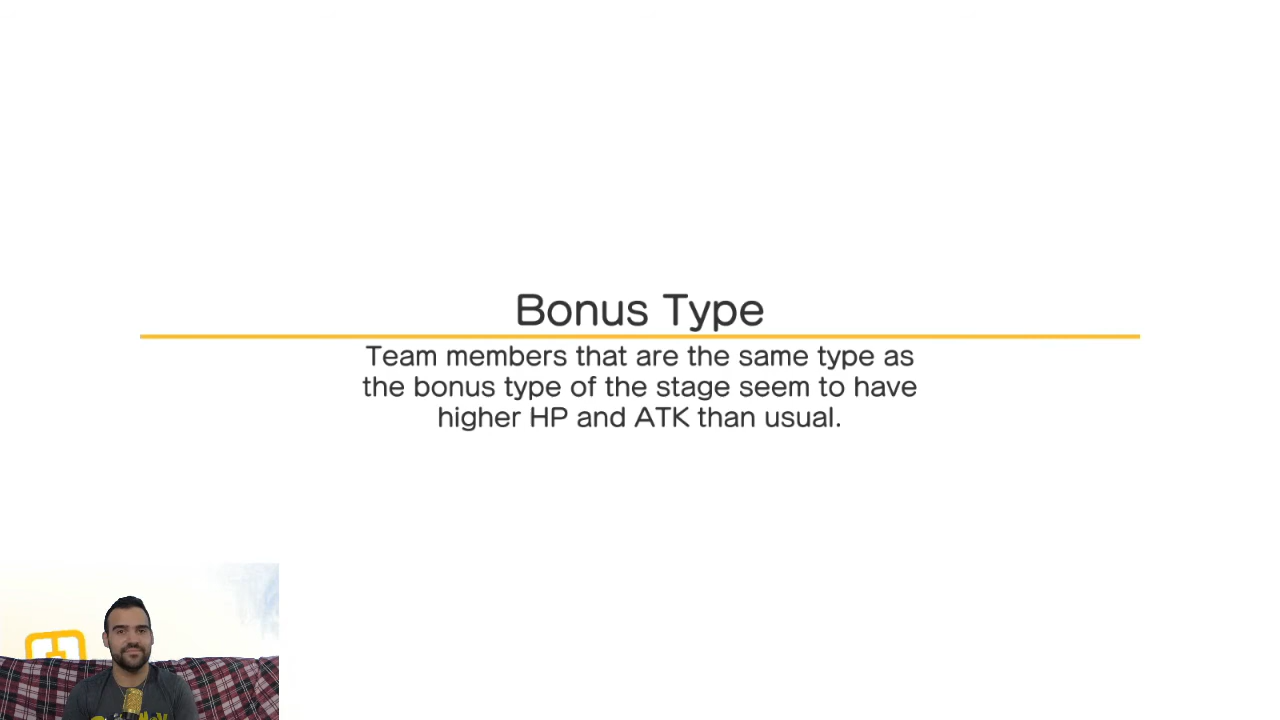 Bonus Type
Team members that are the same type as
the bonus type of the stage seem to have
higher HP and ATK than usual.